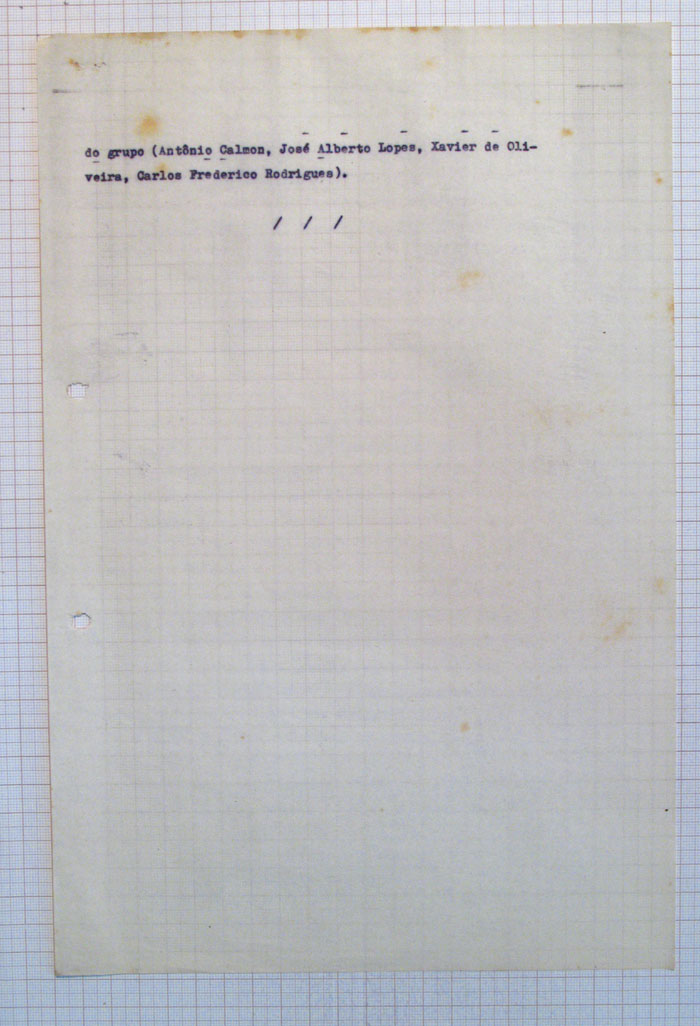 do grupo (Antônio Calmon, José Alberto Lopes, Xavier de Oli-
veira, Carlos Frederico Rodrigues).
/ / /